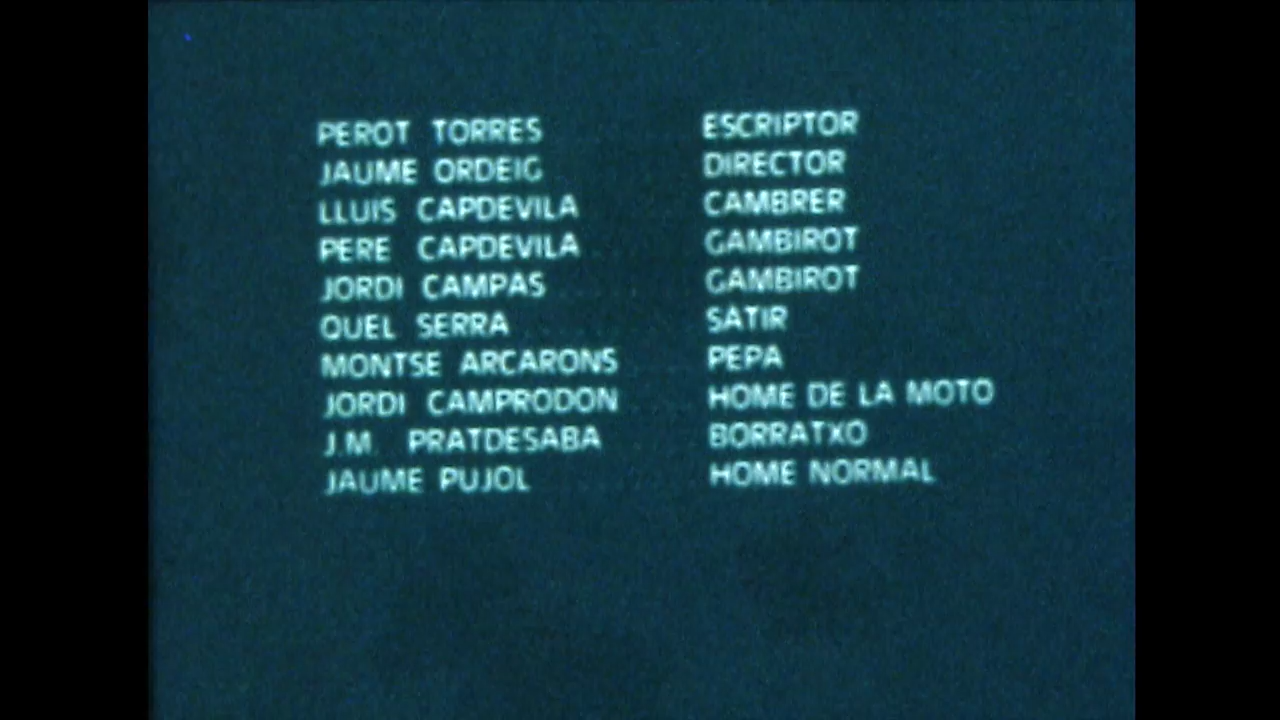 PEROT TORRES ESCRIPTOR
JAUME ORDEIG DIRECTOR
LLUIS CAPDEVILA CAMBRER
PERE CAPDEVILA GAMBIROT
JORDI CAMPAS GAMBIROT
QUEL SERRA SATIR
MONTSE ARCARONS PEPA
JORDI CAMPRODON HOME DE LA MOTO
J.M. PRATDESABA BORRATXO
JAUME PUJOL HOME NORMAL